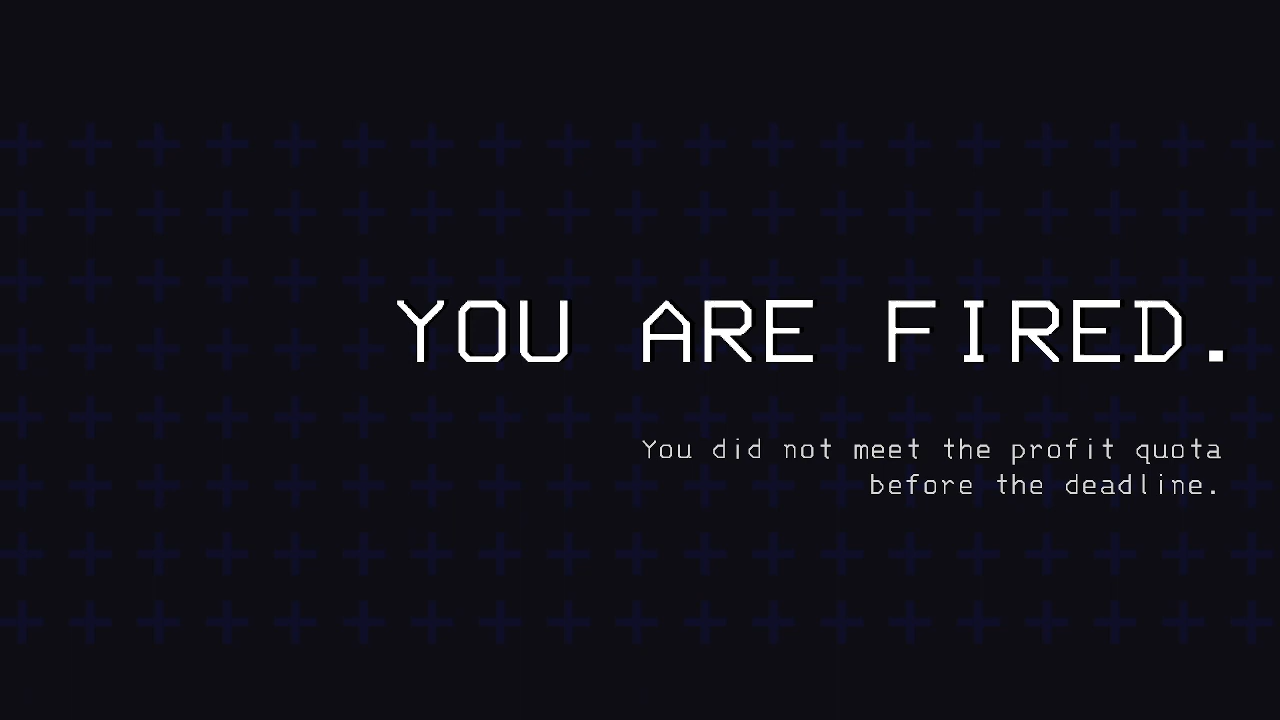 YOU ARE FIRED.
You did not meet the profit quota
before the deadline.